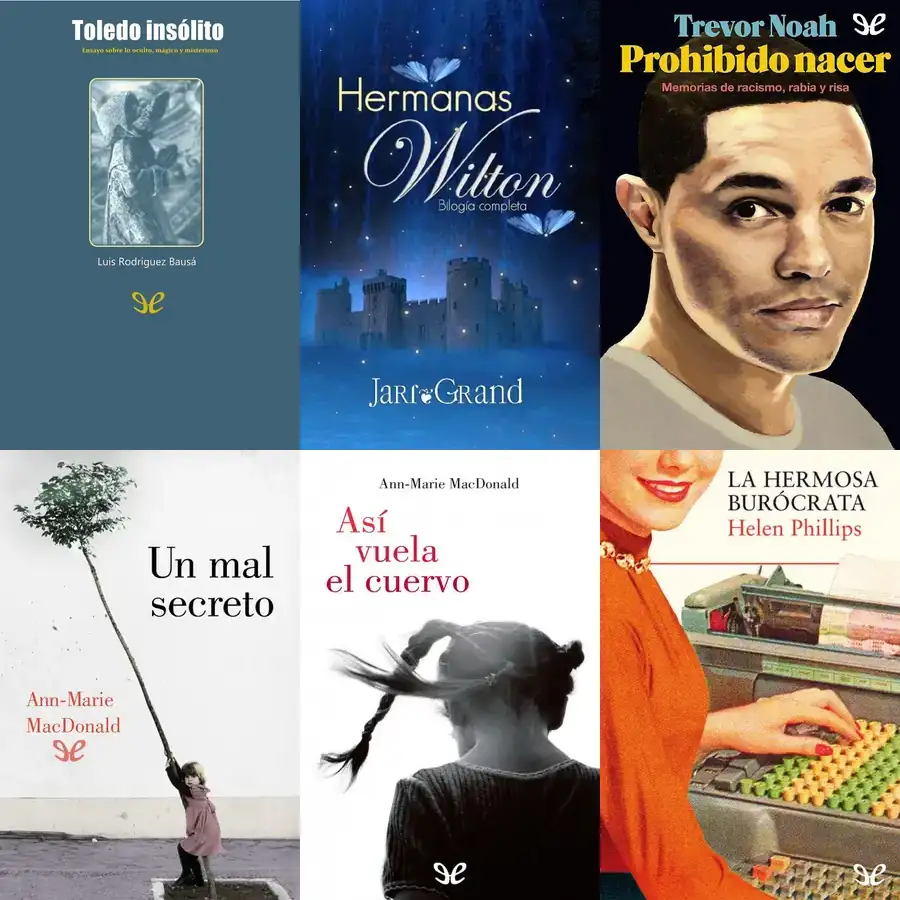 Toledo insólito
Ensayo sobre lo oculto, mágico y misterioso
Luis Rodriguez Bausá
Hermanas
Wilton
Bilogía completa
Jari Grand
Trevor Noah
Prohibido nacer
Memorias de racismo, rabia y risa
Un mal
secreto
Ann-Marie
MacDonald
Ann-Marie MacDonald
Así
vuela
el cuervo
LA HERMOSA
BURÓCRATA
Helen Phillips